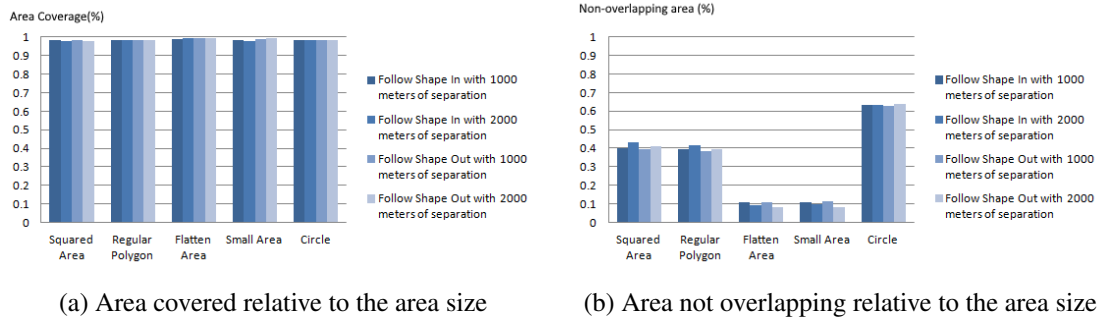 Area Coverage(%)
1
0.9
0.8
0.7
0.6
0.5
0.4
0.3
0.2
0.1
0
Squared
Area
Regular
Polygon
Flatten
Area
Small Area
Circle
Follow Shape In with 1000
meters of separation
Follow Shape In with 2000
meters of separation
Follow Shape Out with 1000
meters of separation
Follow Shape Out with 2000
meters of separation
(a) Area covered relative to the area size
Non-overlapping area (%)
1
0.9
0.8
0.7
0.6
0.5
0.4
0.3
0.2
0.1
0
Squared
Area
Regular
Polygon
Flatten
Area
Small Area
Circle
Follow Shape In with 1000
meters of separation
Follow Shape In with 2000
meters of separation
Follow Shape Out with 1000
meters of separation
Follow Shape Out with 2000
meters of separation
(b) Area not overlapping relative to the area size